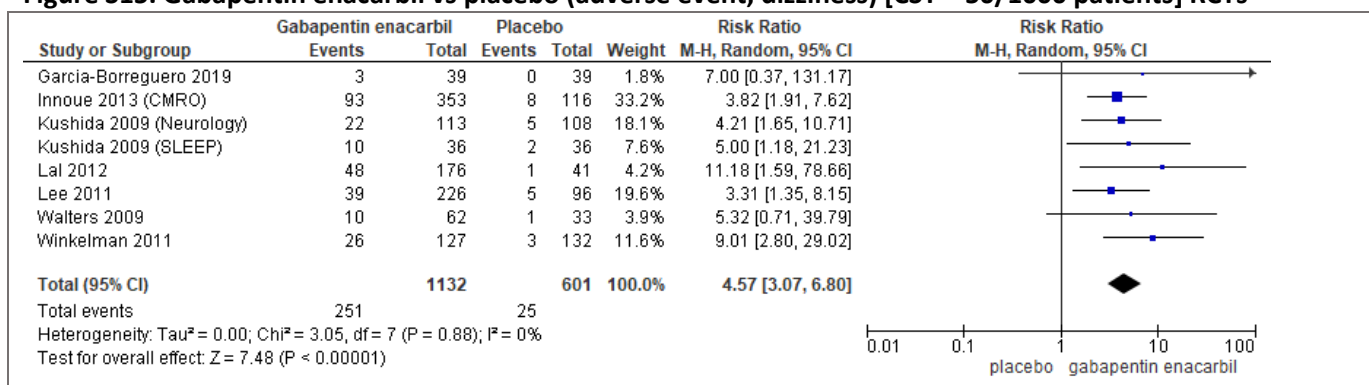 Gabapentin enacarbil Placebo Risk Ratio Risk Ratio
Study or Subgroup Events Total Events Total Weight M-H, Random, 95% CI M-H, Random, 95% CI
Garcia-Borreguero 2019 3 39 0 39 1.8% 7.00 [0.37, 131.17]
Innoue 2013 (CMRO) 93 353 8 116 33.2% 3.82 [1.91, 7.62]
Kushida 2009 (Neurology) 22 113 5 108 18.1% 4.21 [1.65, 10.71]
Kushida 2009 (SLEEP) 10 36 2 36 7.6% 5.00 [1.18, 21.23]
Lal 2012 48 176 1 41 4.2% 11.18 [1.59, 78.66]
Lee 2011 39 226 5 96 19.6% 3.31 [1.35, 8.15]
Walters 2009 10 62 1 33 3.9% 5.32 [0.71, 39.79]
Winkelman 2011 26 127 3 132 11.6% 9.01 [2.80, 29.02]
Total (95% CI) 1132 601 100.0% 4.57 [3.07, 6.80]
Total events 251 25
Heterogeneity: Tau² = 0.00; Chi² = 3.05, df = 7 (P = 0.88); I² = 0%
Test for overall effect: Z = 7.48 (P < 0.00001)
0.01 0.1 1 10 100
placebo gabapentin enacarbil